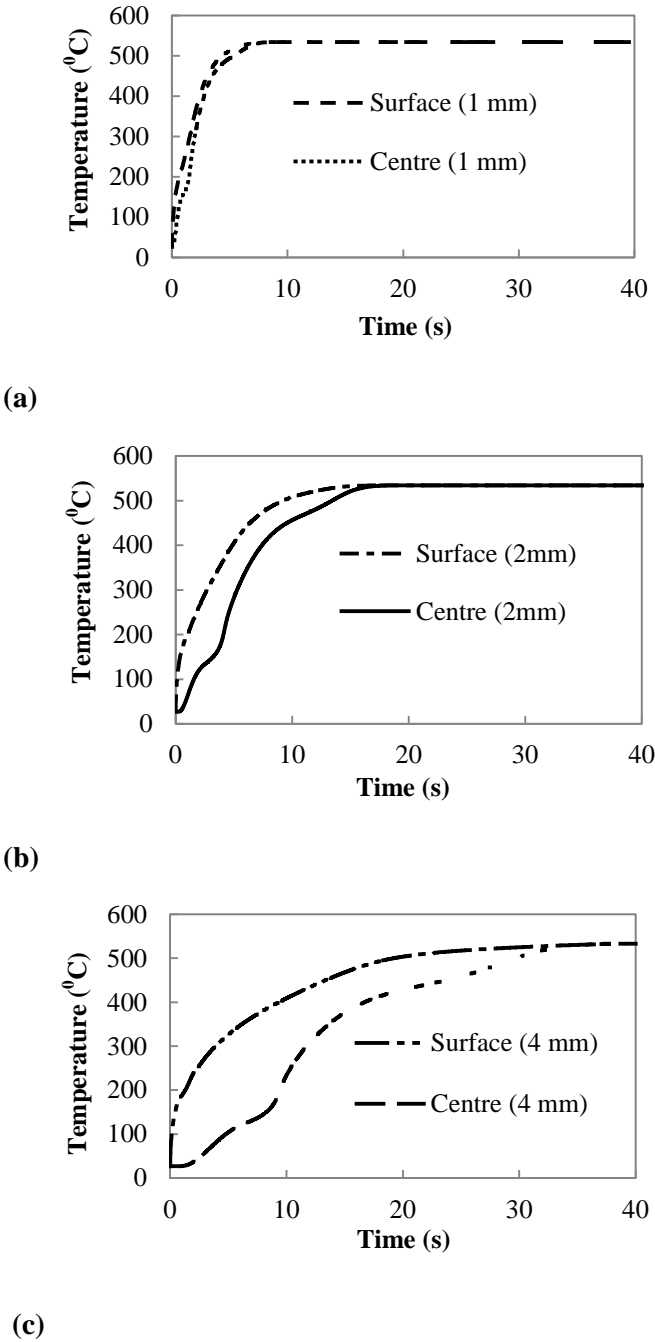 600
500
400
300
200
100
0
Temperature (⁰C)
Surface (1 mm)
Centre (1 mm)
0 10 20 30 40
Time (s)
(a)
600
500
400
300
200
100
0
Temperature (⁰C)
Surface (2mm)
Centre (2mm)
0 10 20 30 40
Time (s)
(b)
600
500
400
300
200
100
0
Temperature (⁰C)
Surface (4 mm)
Centre (4 mm)
0 10 20 30 40
Time (s)
(c)